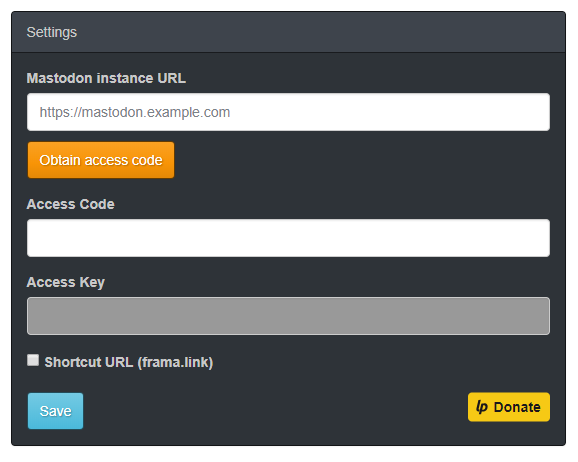 Settings
Mastodon instance URL
https://mastodon.example.com
Obtain access code
Access Code
Access Key
Shortcut URL (frama.link)
Save
lp Donate